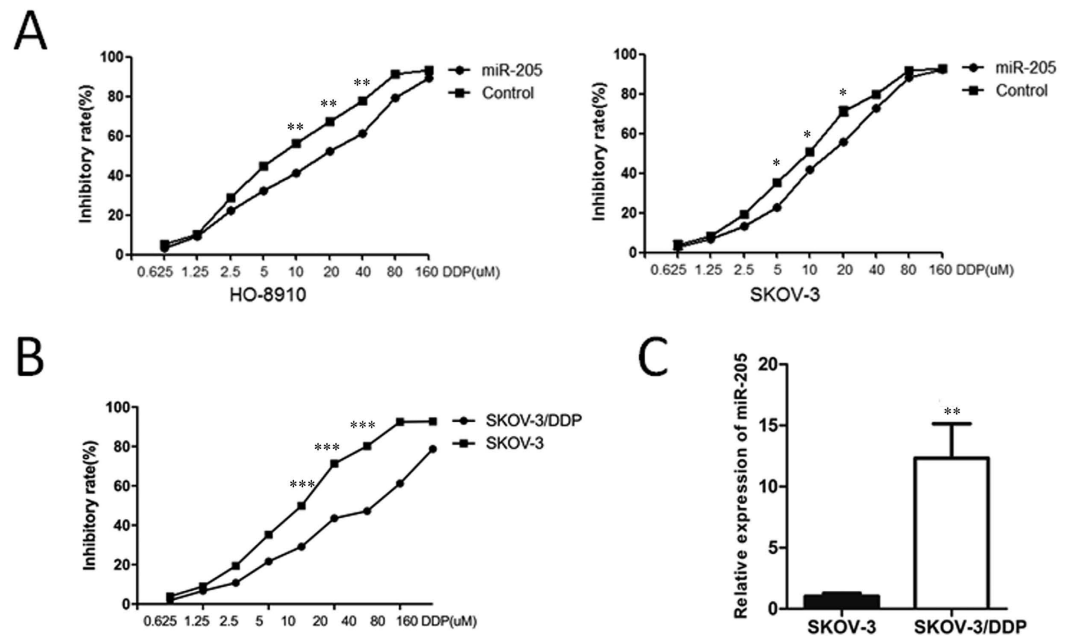 A
Inhibitory rate(%)
100
80
60
40
20
0
** ** **
miR-205
Control
0.625 1.25 2.5 5 10 20 40 80 160 DDP(uM)
HO-8910
Inhibitory rate(%)
100
80
60
40
20
0
* * *
miR-205
Control
0.625 1.25 2.5 5 10 20 40 80 160 DDP(uM)
SKOV-3
B
Inhibitory rate(%)
100
80
60
40
20
0
*** *** ***
SKOV-3/DDP
SKOV-3
0.625 1.25 2.5 5 10 20 40 80 160 DDP(uM)
C
Relative expression of miR-205
20
15
10
5
0
**
SKOV-3 SKOV-3/DDP